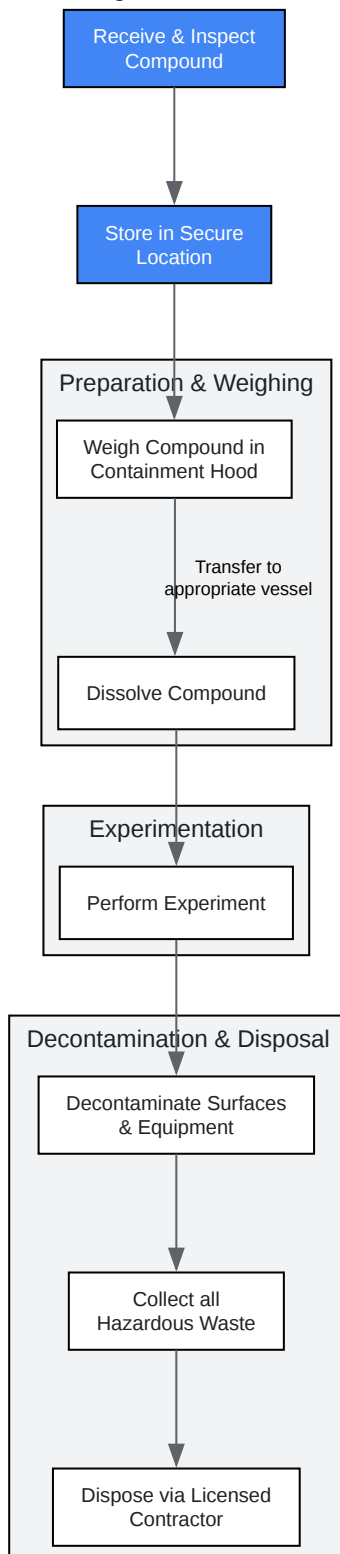 Receive & Inspect
Compound
Store in Secure
Location
Preparation & Weighing
Weigh Compound in
Containment Hood
Transfer to
appropriate vessel
Dissolve Compound
Experimentation
Perform Experiment
Decontamination & Disposal
Decontaminate Surfaces
& Equipment
Collect all
Hazardous Waste
Dispose via Licensed
Contractor